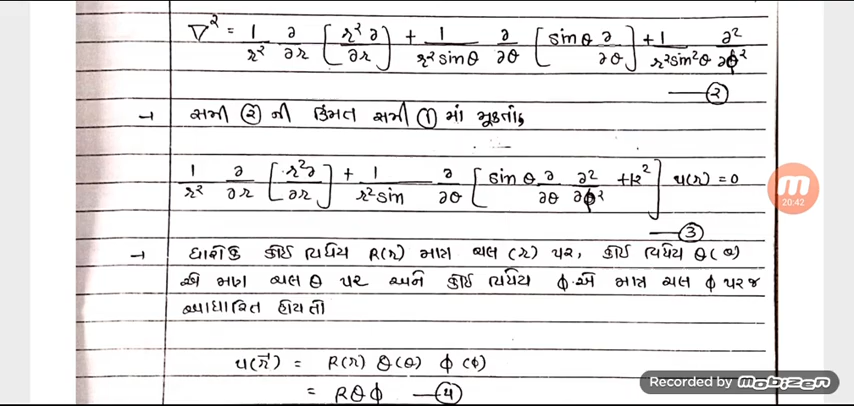 ∇² = 1/r² ∂/∂r [r²∂/∂r] + 1/r² sinθ ∂/∂θ [sinθ ∂/∂θ] + 1/r² sin²θ ∂²/∂ϕ²
—②
→ સમી ② ની કિંમત સમી ① માં મૂકતાં,
1/r² ∂/∂r [r²∂/∂r] + 1/r² sin ∂/∂θ [sinθ ∂/∂θ ∂²/∂ϕ² + k²] ψ(r) = 0
—③
→ ધારોકે કોઈ વિધેય R(r) માત્ર ચલ (r) પર, કોઈ વિધેય Θ(θ)
એ ચલ θ પર અને કોઈ વિધેય ϕ એ માત્ર ચલ ϕ પર જ
આધારિત હોય તો
ψ(r⃗) = R(r) Θ(θ) ϕ(ϕ)
= RΘϕ —④
20:42
Recorded by Mobizen